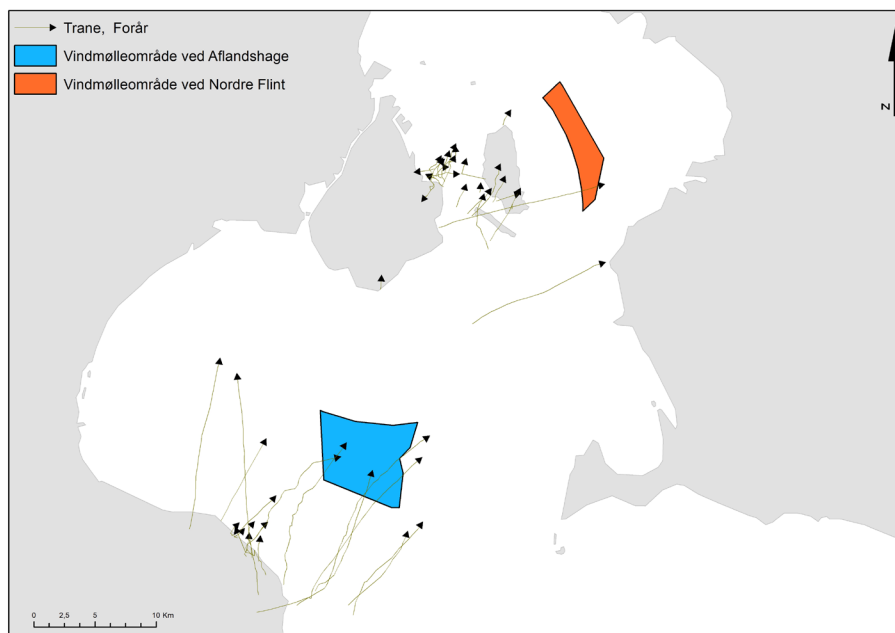 Trane, Forår
Vindmølleområde ved Aflandshage
Vindmølleområde ved Nordre Flint
N
0 2,5 5 10 Km